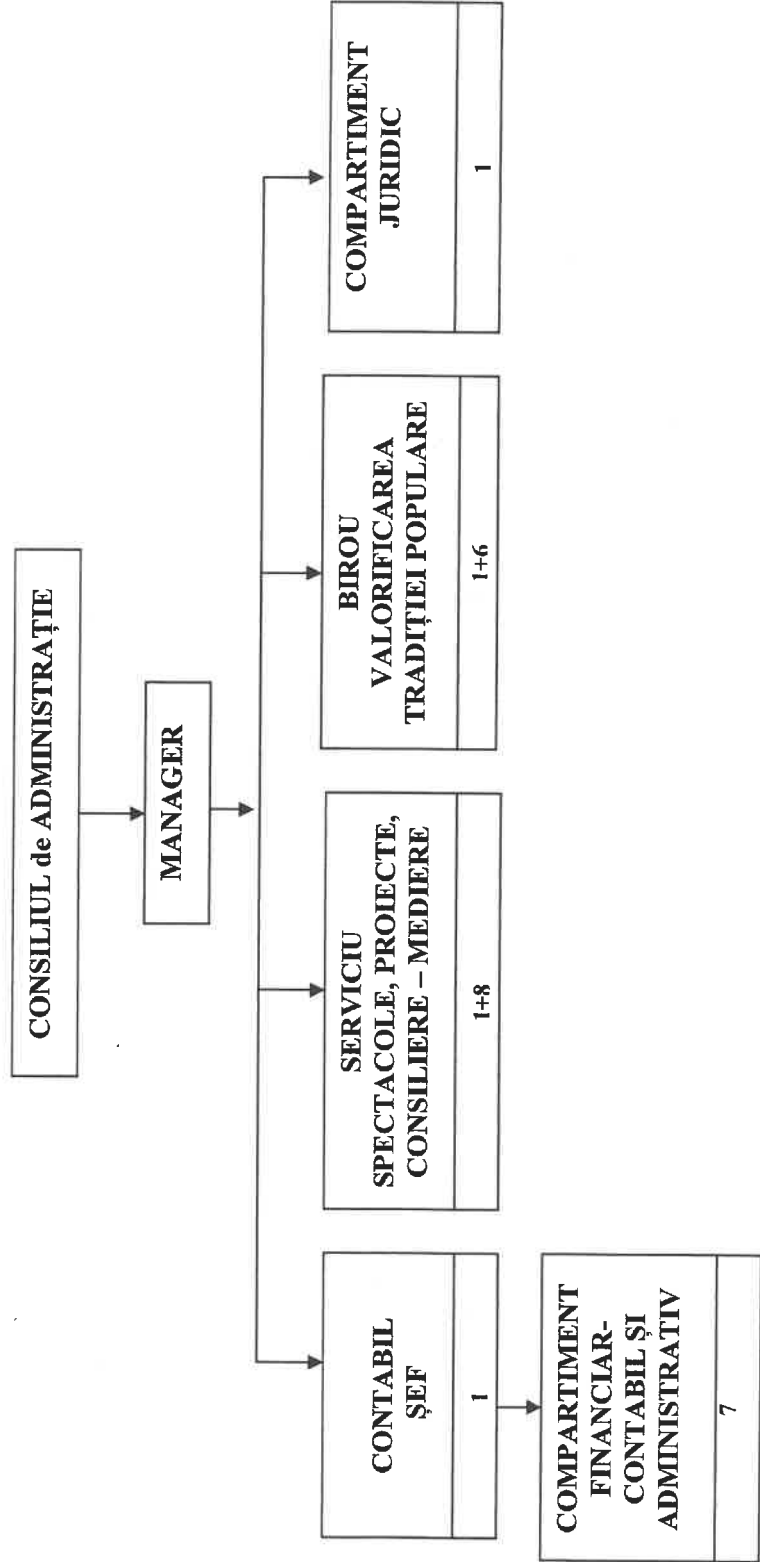 CONSILIUL de ADMINISTRAȚIE
MANAGER
CONTABIL
ȘEF
1
SERVICIU
SPECTACOLE, PROIECTE,
CONSILIERE – MEDIERE
1+8
BIROU
VALORIFICAREA
TRADIȚIEI POPULARE
1+6
COMPARTIMENT
JURIDIC
1
COMPARTIMENT
FINANCIAR-
CONTABIL ȘI
ADMINISTRATIV
7